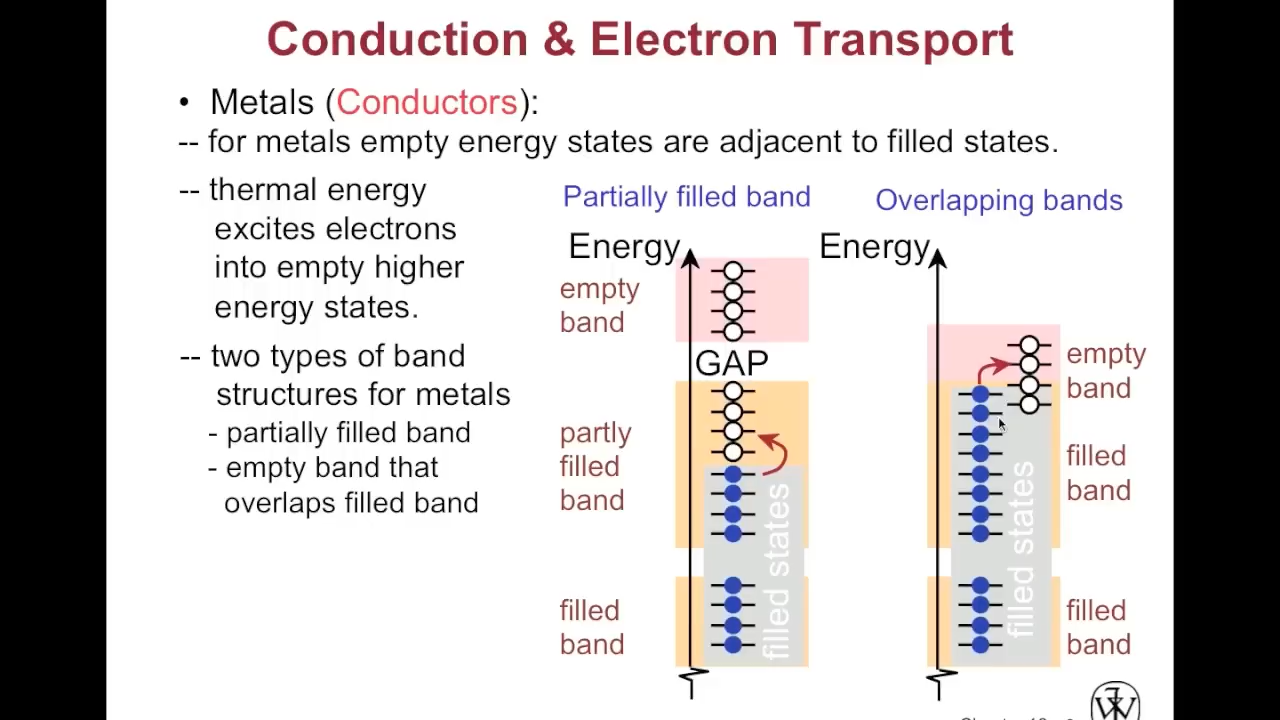 Conduction & Electron Transport
• Metals (Conductors):
-- for metals empty energy states are adjacent to filled states.
-- thermal energy
excites electrons
into empty higher
energy states.
-- two types of band
structures for metals
- partially filled band
- empty band that
overlaps filled band
Partially filled band
Energy
empty
band
GAP
partly
filled
band
filled states
filled
band
Overlapping bands
Energy
empty
band
filled
band
filled states
filled
band